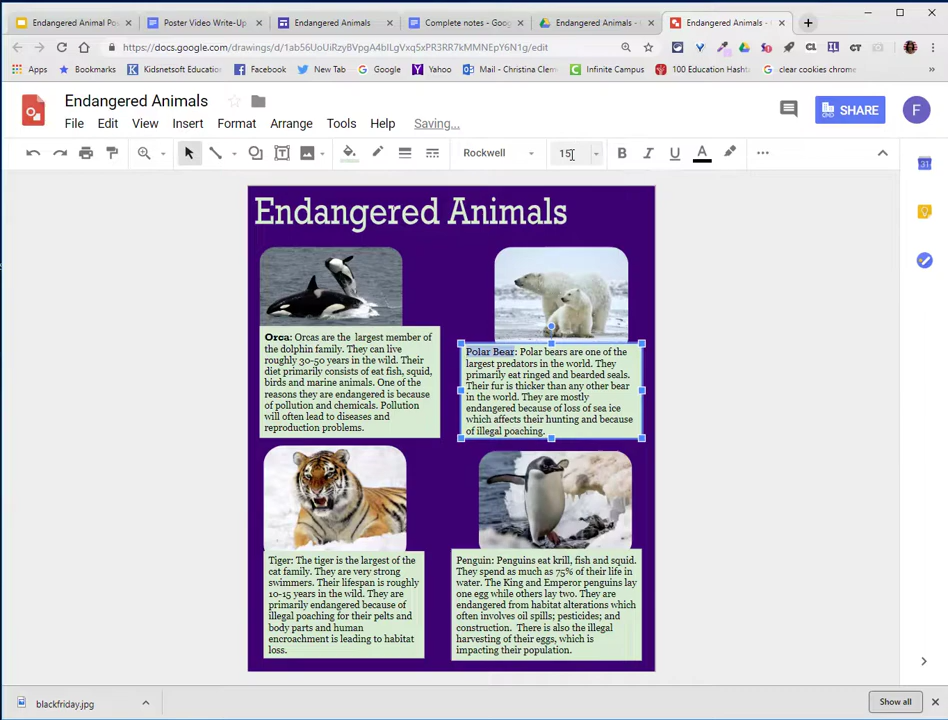 Endangered Animal Pos
Poster Video Write-Up
Endangered Animals
Complete notes - Goog
Endangered Animals -
Endangered Animals -
https://docs.google.com/drawings/d/1ab56UoUiRzyBVpgA4bILgVxq5xPR3RR7kMMNEpY6N1g/edit
Apps
Bookmarks
Kidsnetsoft Education
Facebook
New Tab
Google
Yahoo
Mail - Christina Clem
Infinite Campus
100 Education Hasht
clear cookies chrome
Endangered Animals
File Edit View Insert Format Arrange Tools Help Saving...
SHARE
F
Rockwell
15
Endangered Animals
Orca: Orcas are the largest member of
the dolphin family. They can live
roughly 30-50 years in the wild. Their
diet primarily consists of eat fish, squid,
birds and marine animals. One of the
reasons they are endangered is because
of pollution and chemicals. Pollution
will often lead to diseases and
reproduction problems.
Polar Bear: Polar bears are one of the
largest predators in the world. They
primarily eat ringed and bearded seals.
Their fur is thicker than any other bear
in the world. They are mostly
endangered because of loss of sea ice
which affects their hunting and because
of illegal poaching.
Tiger: The tiger is the largest of the
cat family. They are very strong
swimmers. Their lifespan is roughly
10-15 years in the wild. They are
primarily endangered because of
illegal poaching for their pelts and
body parts and human
encroachment is leading to habitat
loss.
Penguin: Penguins eat krill, fish and squid.
They spend as much as 75% of their life in
water. The King and Emperor penguins lay
one egg while others lay two. They are
endangered from habitat alterations which
often involves oil spills; pesticides; and
construction. There is also the illegal
harvesting of their eggs, which is
impacting their population.
blackfriday.jpg
Show all